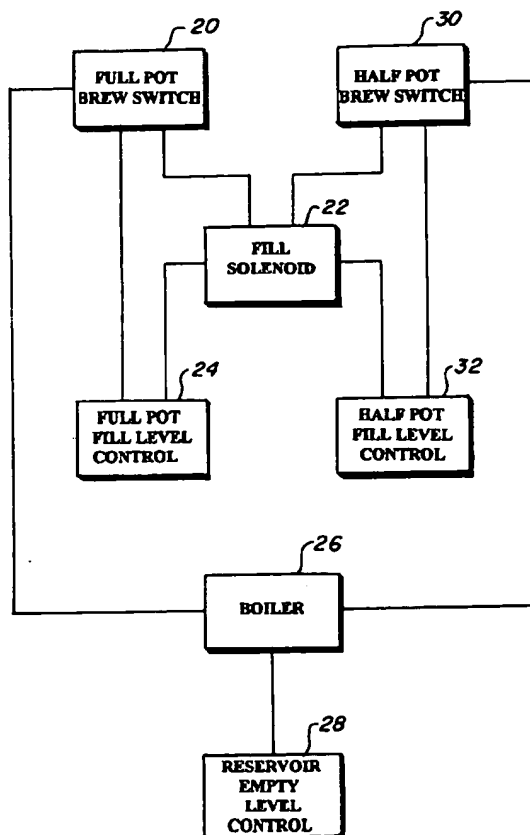 20
FULL POT
BREW SWITCH
30
HALF POT
BREW SWITCH
22
FILL
SOLENOID
24
FULL POT
FILL LEVEL
CONTROL
32
HALF POT
FILL LEVEL
CONTROL
26
BOILER
28
RESERVOIR
EMPTY
LEVEL
CONTROL